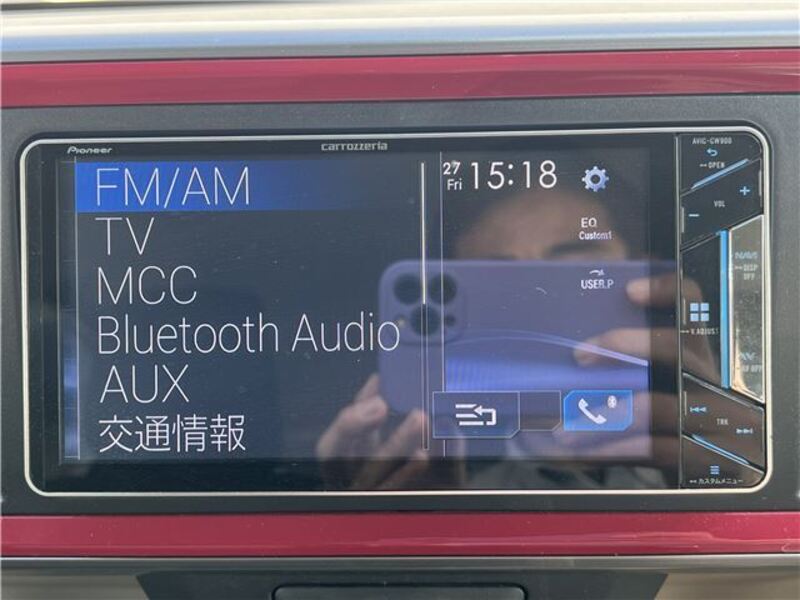 Pioneer
carrozzeria
AVIC-CW900
OPEN
FM/AM
27
Fri
15:18
VOL
TV
EQ
Custom1
NAVI
DISP
OFF
MCC
USER.P
Bluetooth Audio
V.ADJUST
AV
AUX
TRK
交通情報
カスタムメニュー